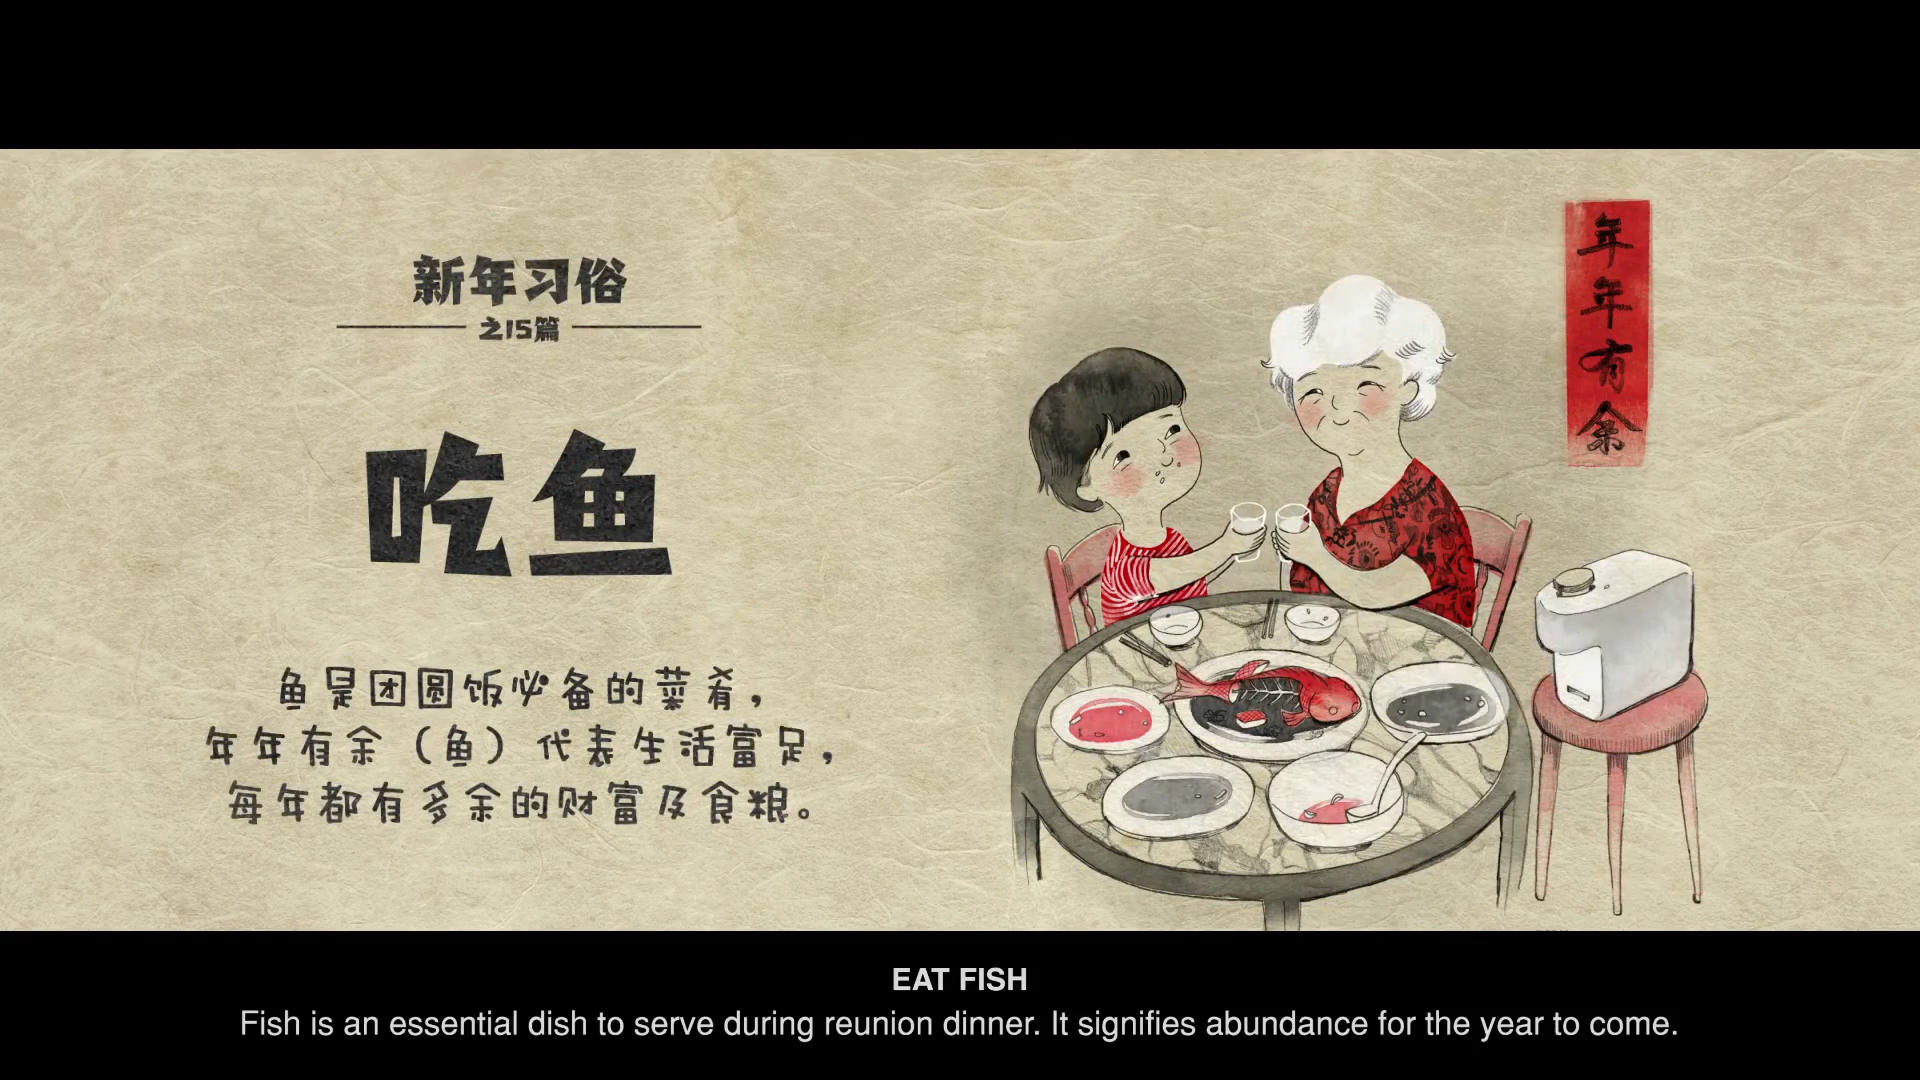 新年习俗
之15篇
吃鱼
鱼是团圆饭必备的菜肴，
年年有余（鱼）代表生活富足，
每年都有多余的财富及食粮。
年年有余
EAT FISH
Fish is an essential dish to serve during reunion dinner. It signifies abundance for the year to come.